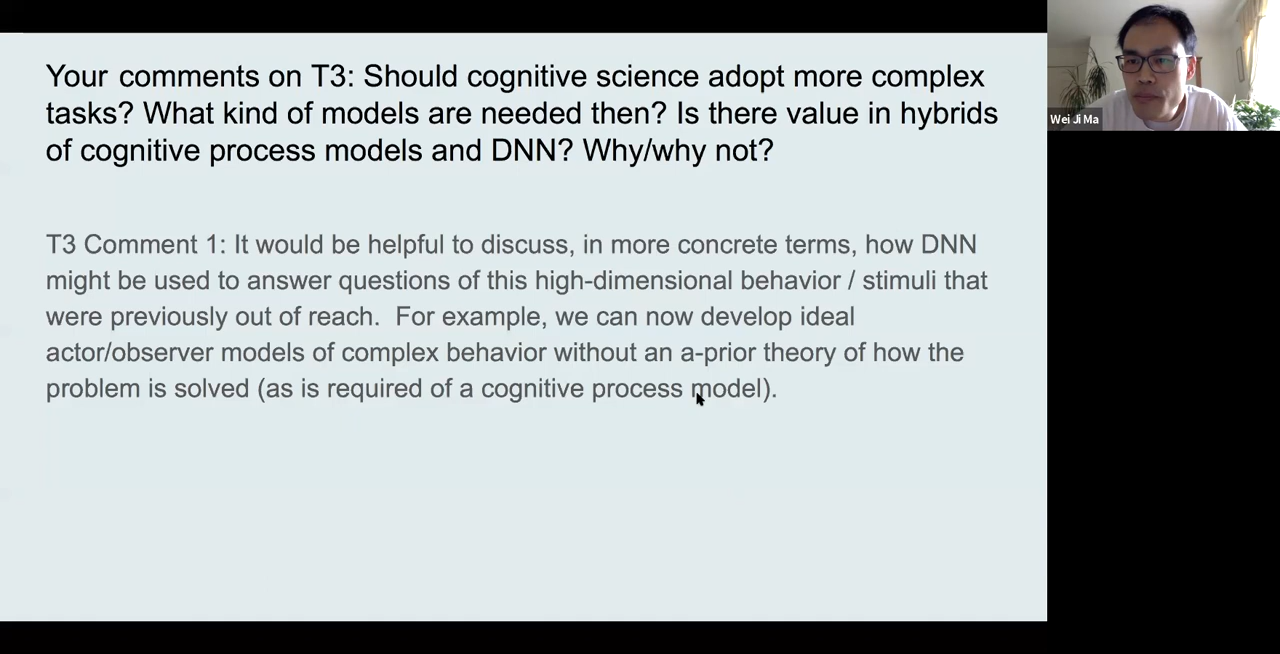 Your comments on T3: Should cognitive science adopt more complex
tasks? What kind of models are needed then? Is there value in hybrids
of cognitive process models and DNN? Why/why not?
T3 Comment 1: It would be helpful to discuss, in more concrete terms, how DNN
might be used to answer questions of this high-dimensional behavior / stimuli that
were previously out of reach.  For example, we can now develop ideal
actor/observer models of complex behavior without an a-prior theory of how the
problem is solved (as is required of a cognitive process model).
Wei Ji Ma